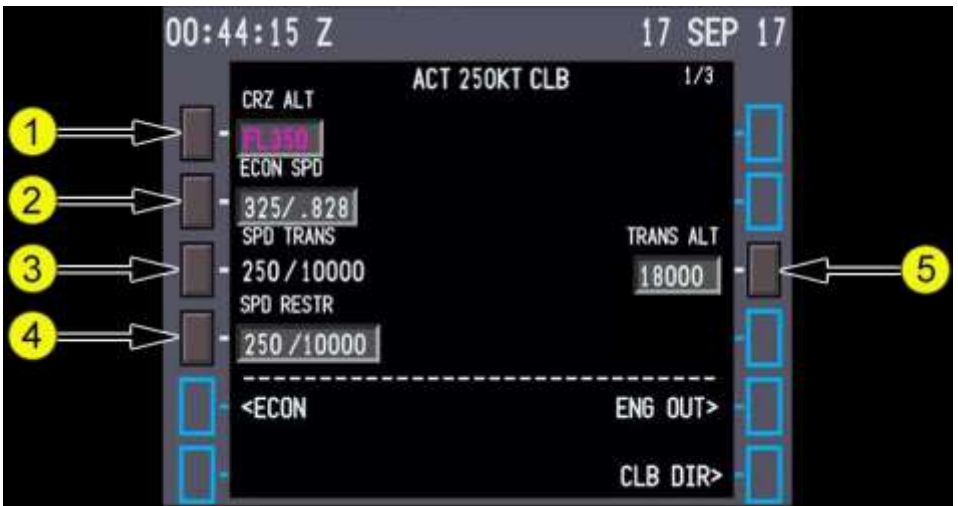 00:44:15 Z 17 SEP 17
ACT 250KT CLB 1/3
CRZ ALT
1 FL350
ECON SPD
2 325/.828
SPD TRANS TRANS ALT
3 250/10000 18000 5
SPD RESTR
4 250/10000
<ECON ENG OUT>
CLB DIR>